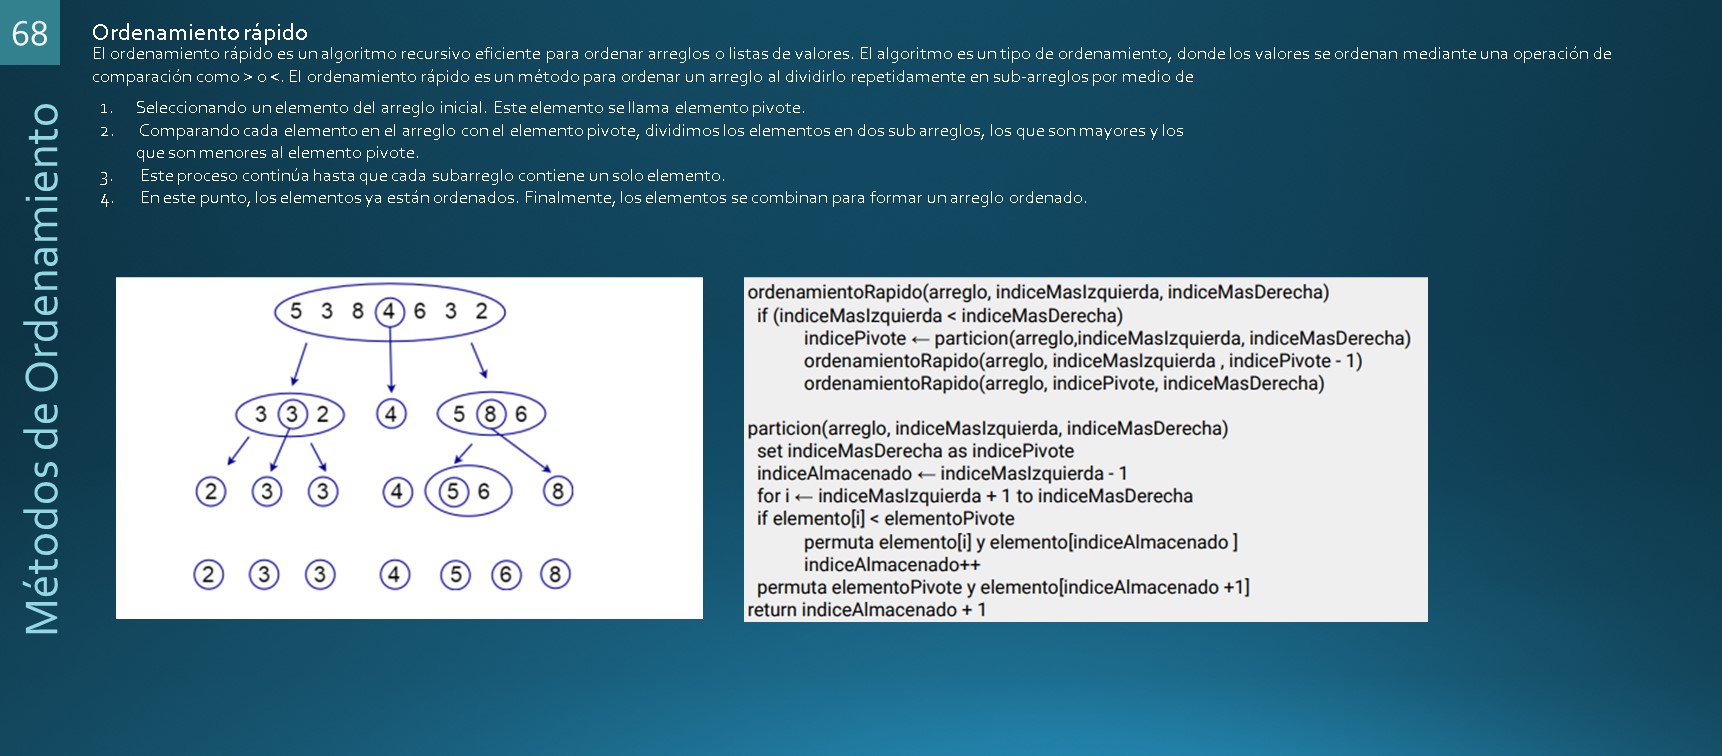 68
Métodos de Ordenamiento
Ordenamiento rápido
El ordenamiento rápido es un algoritmo recursivo eficiente para ordenar arreglos o listas de valores. El algoritmo es un tipo de ordenamiento, donde los valores se ordenan mediante una operación de
comparación como > o <. El ordenamiento rápido es un método para ordenar un arreglo al dividirlo repetidamente en sub-arreglos por medio de
1. Seleccionando un elemento del arreglo inicial. Este elemento se llama elemento pivote.
2. Comparando cada elemento en el arreglo con el elemento pivote, dividimos los elementos en dos sub arreglos, los que son mayores y los
que son menores al elemento pivote.
3. Este proceso continúa hasta que cada subarreglo contiene un solo elemento.
4. En este punto, los elementos ya están ordenados. Finalmente, los elementos se combinan para formar un arreglo ordenado.
5 3 8 4 6 3 2
3 3 2 4 5 8 6
2 3 3 4 5 6 8
2 3 3 4 5 6 8
ordenamientoRapido(arreglo, indiceMasIzquierda, indiceMasDerecha)
if (indiceMasIzquierda < indiceMasDerecha)
indicePivote ← particion(arreglo,indiceMasIzquierda, indiceMasDerecha)
ordenamientoRapido(arreglo, indiceMasIzquierda , indicePivote - 1)
ordenamientoRapido(arreglo, indicePivote, indiceMasDerecha)
particion(arreglo, indiceMasIzquierda, indiceMasDerecha)
set indiceMasDerecha as indicePivote
indiceAlmacenado ← indiceMasIzquierda - 1
for i ← indiceMasIzquierda + 1 to indiceMasDerecha
if elemento[i] < elementoPivote
permuta elemento[i] y elemento[indiceAlmacenado ]
indiceAlmacenado++
permuta elementoPivote y elemento[indiceAlmacenado +1]
return indiceAlmacenado + 1